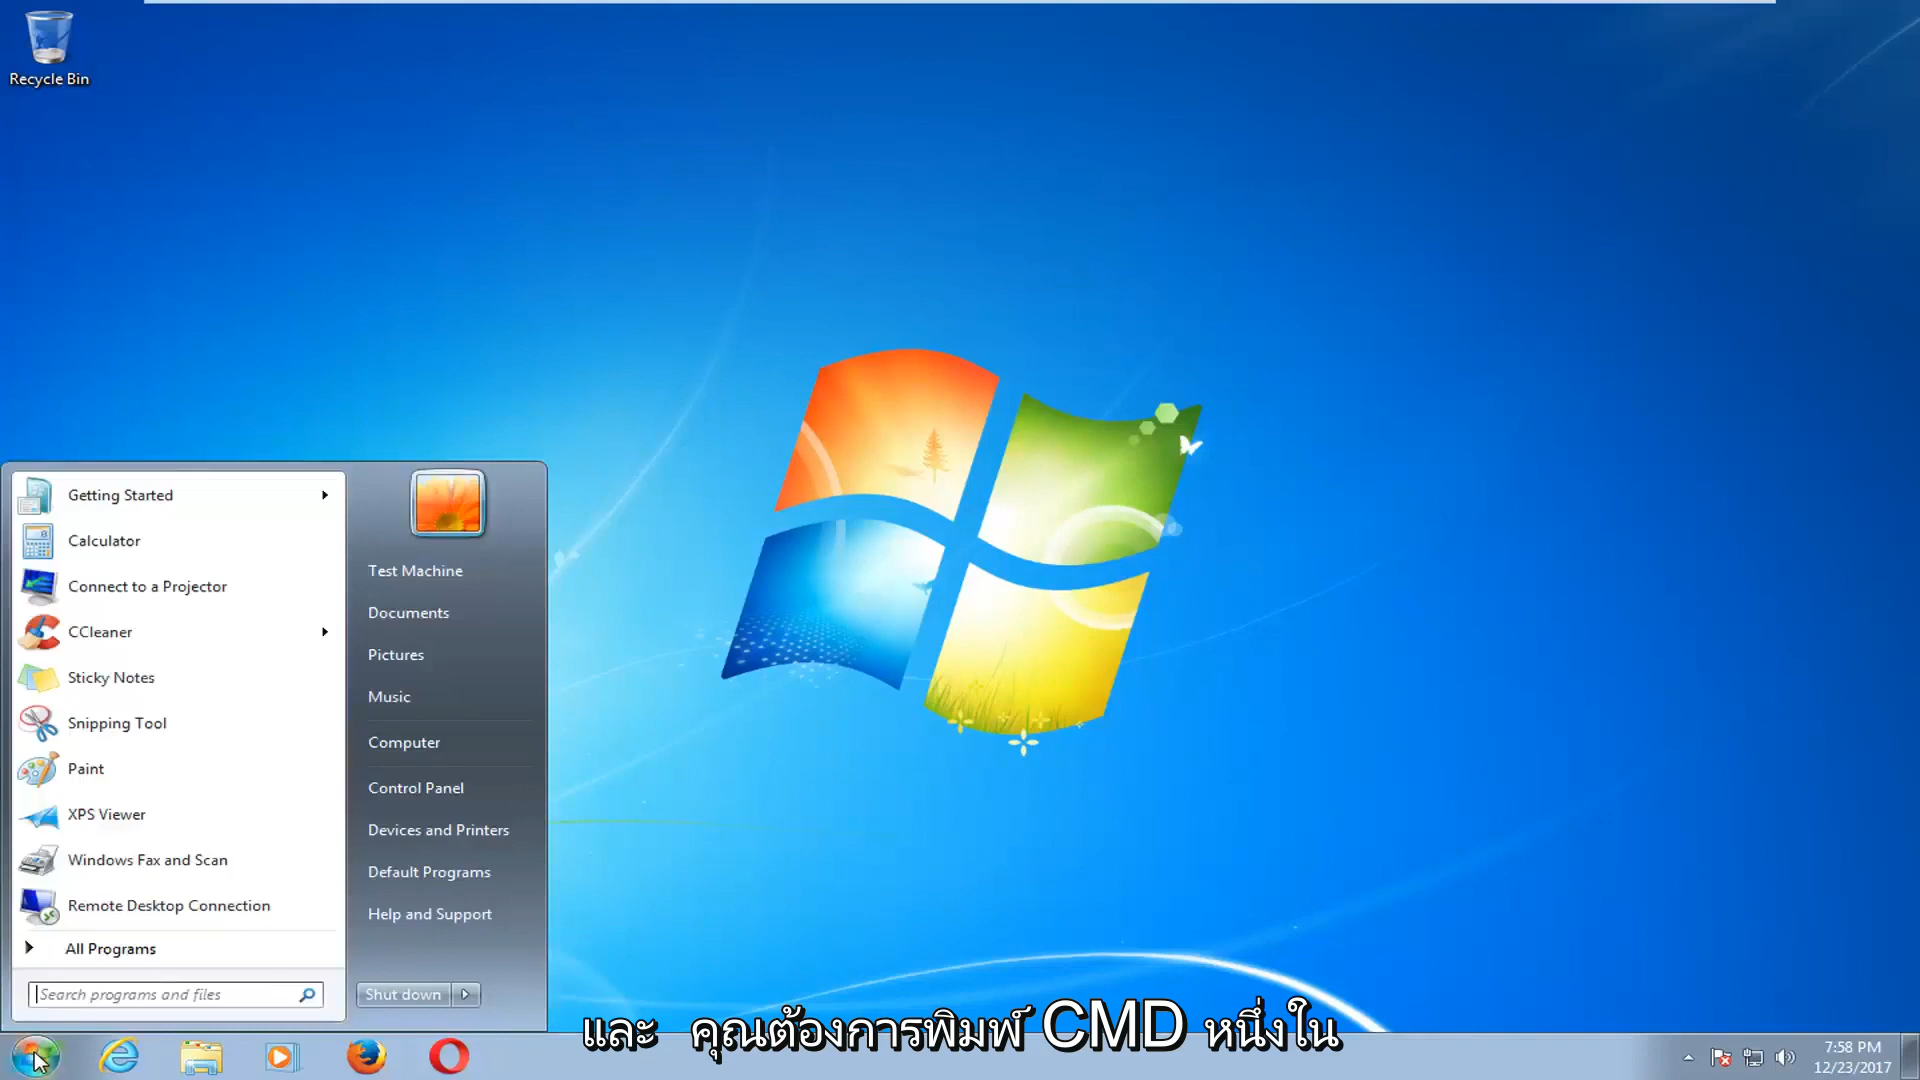 Recycle Bin
Getting Started
Calculator
Connect to a Projector
CCleaner
Sticky Notes
Snipping Tool
Paint
XPS Viewer
Windows Fax and Scan
Remote Desktop Connection
All Programs
Search programs and files
Test Machine
Documents
Pictures
Music
Computer
Control Panel
Devices and Printers
Default Programs
Help and Support
Shut down
และ คุณต้องการพิมพ์ CMD หนึ่งใน
7:58 PM
12/23/2017